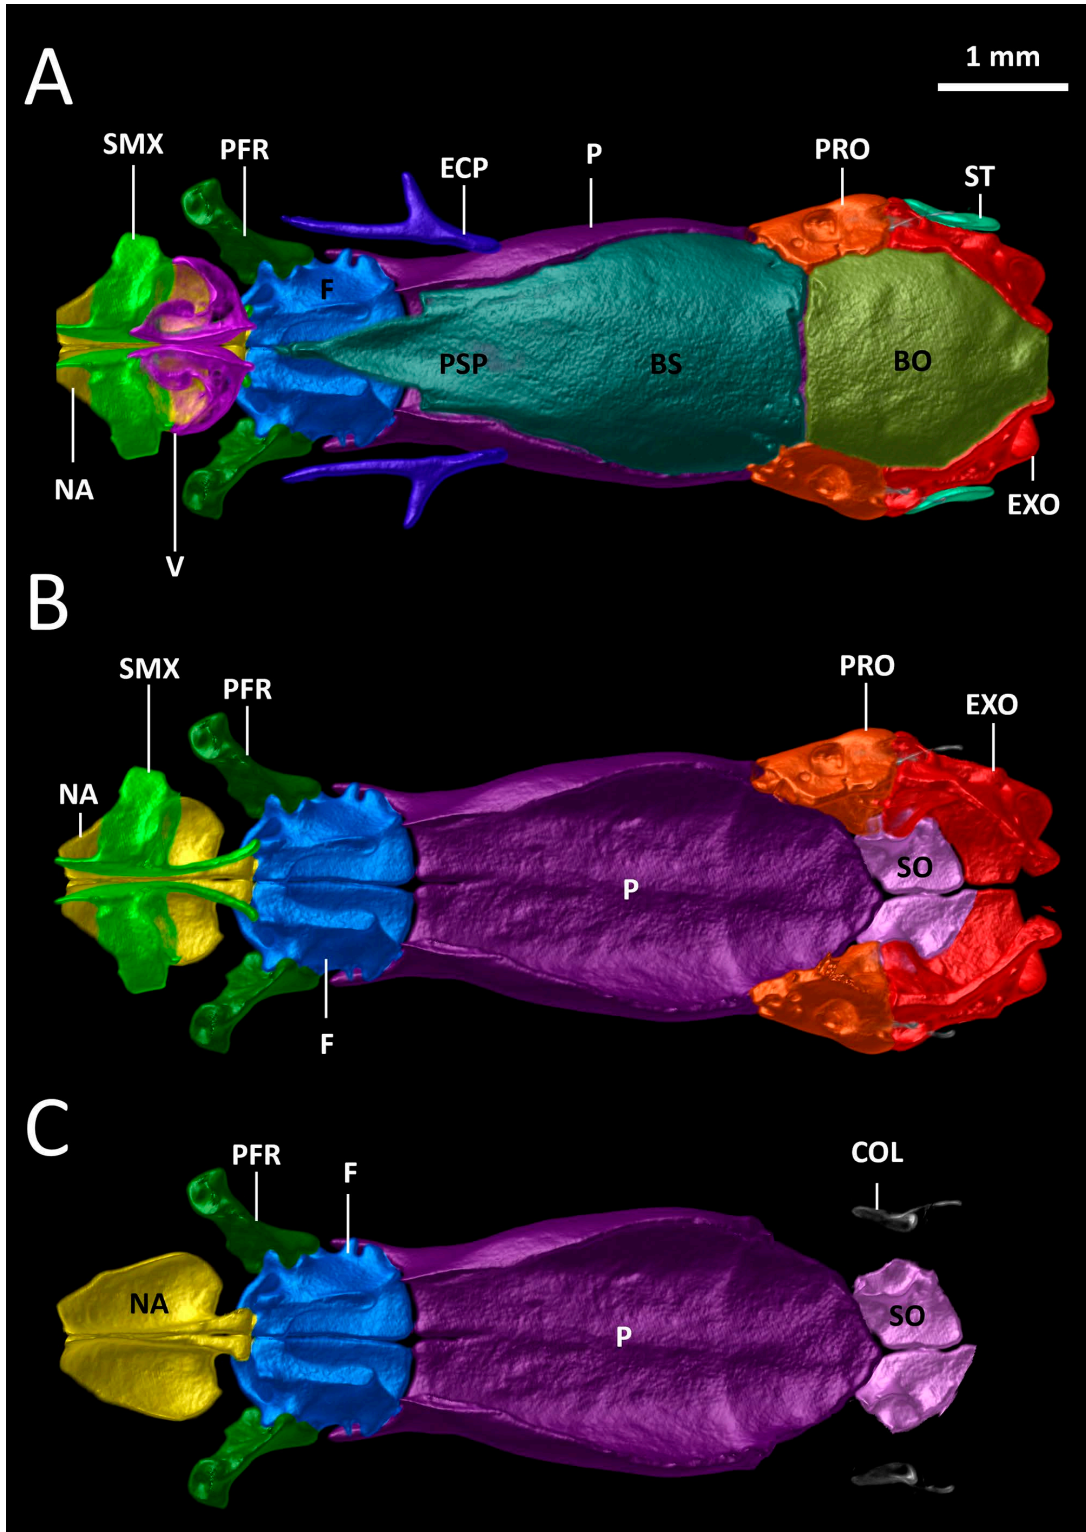 A
1 mm
SMX
PFR
ECP
P
PRO
ST
F
PSP
BS
BO
NA
EXO
V
B
SMX
PFR
PRO
EXO
NA
SO
P
F
C
PFR
F
COL
NA
SO
P